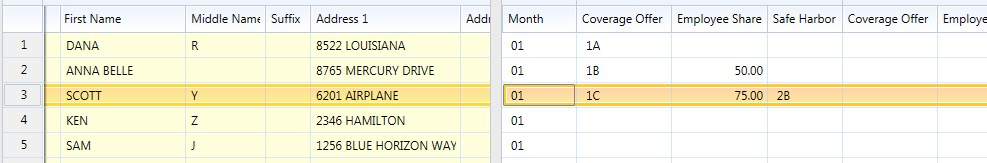 First Name Middle Name Suffix Address 1 Addr Month Coverage Offer Employee Share Safe Harbor Coverage Offer Employe
1 DANA R 8522 LOUISIANA 01 1A
2 ANNA BELLE 8765 MERCURY DRIVE 01 1B 50.00
3 SCOTT Y 6201 AIRPLANE 01 1C 75.00 2B
4 KEN Z 2346 HAMILTON 01
5 SAM J 1256 BLUE HORIZON WAY 01